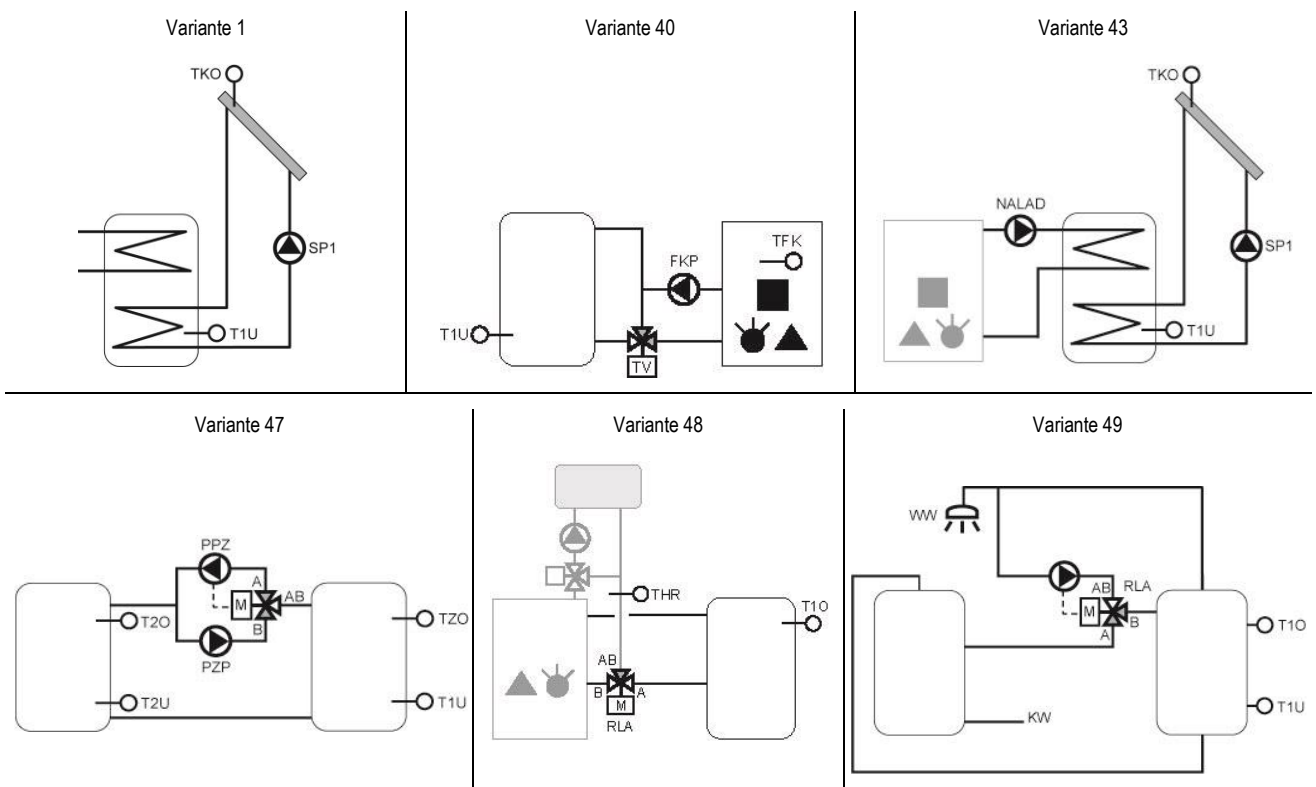 Variante 1
TKO
SP1
T1U
Variante 40
TFK
FKP
T1U
TV
Variante 43
TKO
NALAD
SP1
T1U
Variante 47
PPZ
A
AB
M
B
PZP
T2O
TZO
T2U
T1U
Variante 48
THR
T1O
AB
B
A
M
RLA
Variante 49
WW
AB
RLA
M
B
A
T1O
T1U
KW